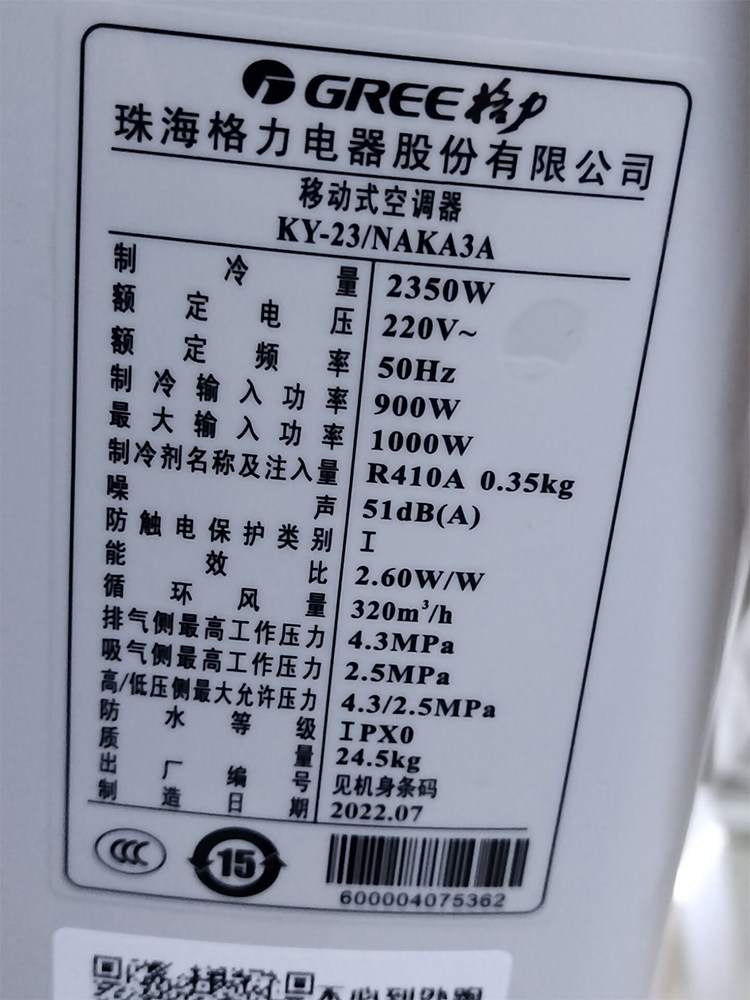 GREE 格力
珠海格力电器股份有限公司
移动式空调器
KY-23/NAKA3A
制冷量 2350W
额定电压 220V~
额定频率 50Hz
制冷输入功率 900W
最大输入功率 1000W
制冷剂名称及注入量 R410A 0.35kg
噪声 51dB(A)
防触电保护类别 I
能效比 2.60W/W
循环风量 320m³/h
排气侧最高工作压力 4.3MPa
吸气侧最高工作压力 2.5MPa
高/低压侧最大允许压力 4.3/2.5MPa
防水等级 IPX0
质量 24.5kg
出厂编号 见机身条码
制造日期 2022.07
CCC 15
600004075362